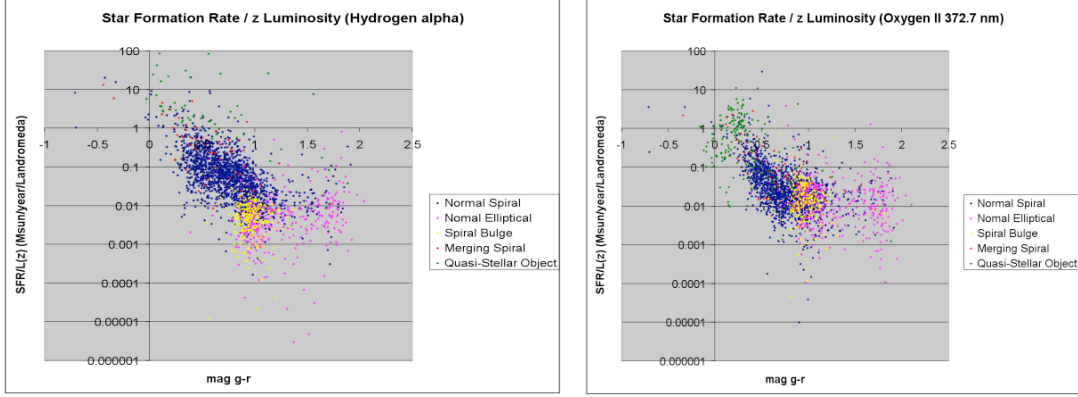 Star Formation Rate / z Luminosity (Hydrogen alpha)
SFR/L(z) (Msun/year/Landromeda)
100
10
1
-1 -0.5 0 0.5 1 1.5 2 2.5
0.1
0.01
0.001
0.0001
0.00001
0.000001
mag g-r
Normal Spiral
Nomal Elliptical
Spiral Bulge
Merging Spiral
Quasi-Stellar Object
Star Formation Rate / z Luminosity (Oxygen II 372.7 nm)
SFR/L(z) (Msun/year/Landromeda)
100
10
1
-1 -0.5 0 0.5 1 1.5 2 2.5
0.1
0.01
0.001
0.0001
0.00001
0.000001
mag g-r
Normal Spiral
Nomal Elliptical
Spiral Bulge
Merging Spiral
Quasi-Stellar Object